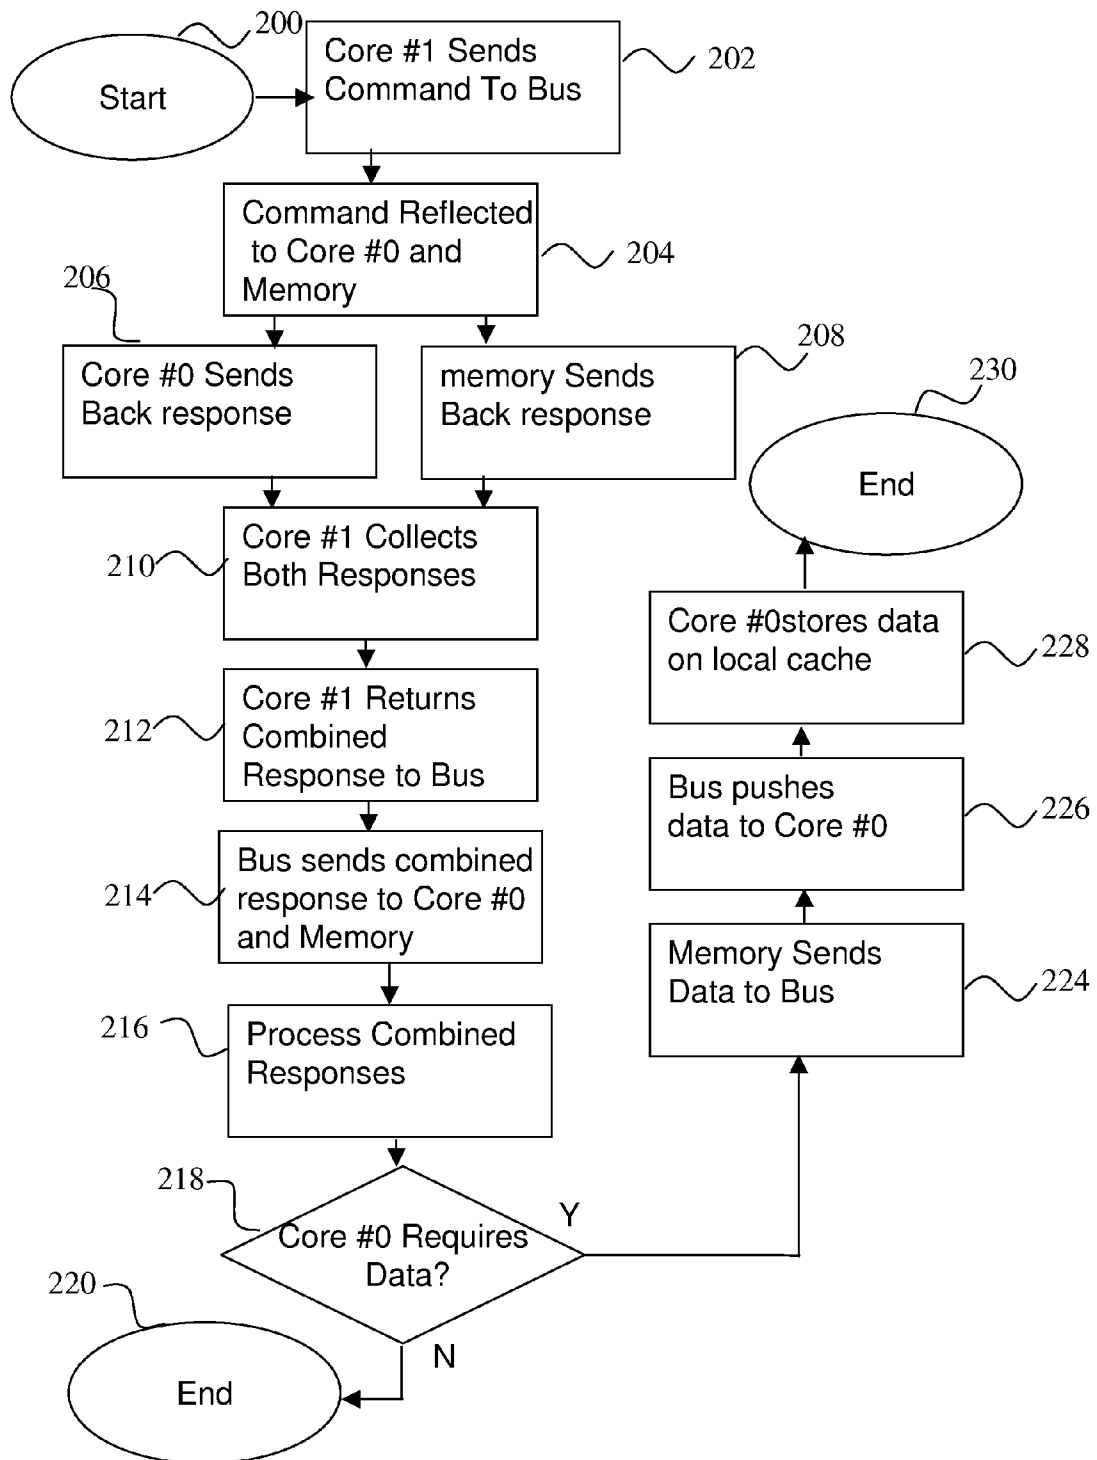 200
Start
Core #1 Sends
Command To Bus
202
Command Reflected
to Core #0 and
Memory
204
206
Core #0 Sends
Back response
memory Sends
Back response
208
210
Core #1 Collects
Both Responses
212
Core #1 Returns
Combined
Response to Bus
214
Bus sends combined
response to Core #0
and Memory
216
Process Combined
Responses
218
Core #0 Requires
Data?
Y
N
220
End
Memory Sends
Data to Bus
224
Bus pushes
data to Core #0
226
Core #0stores data
on local cache
228
230
End